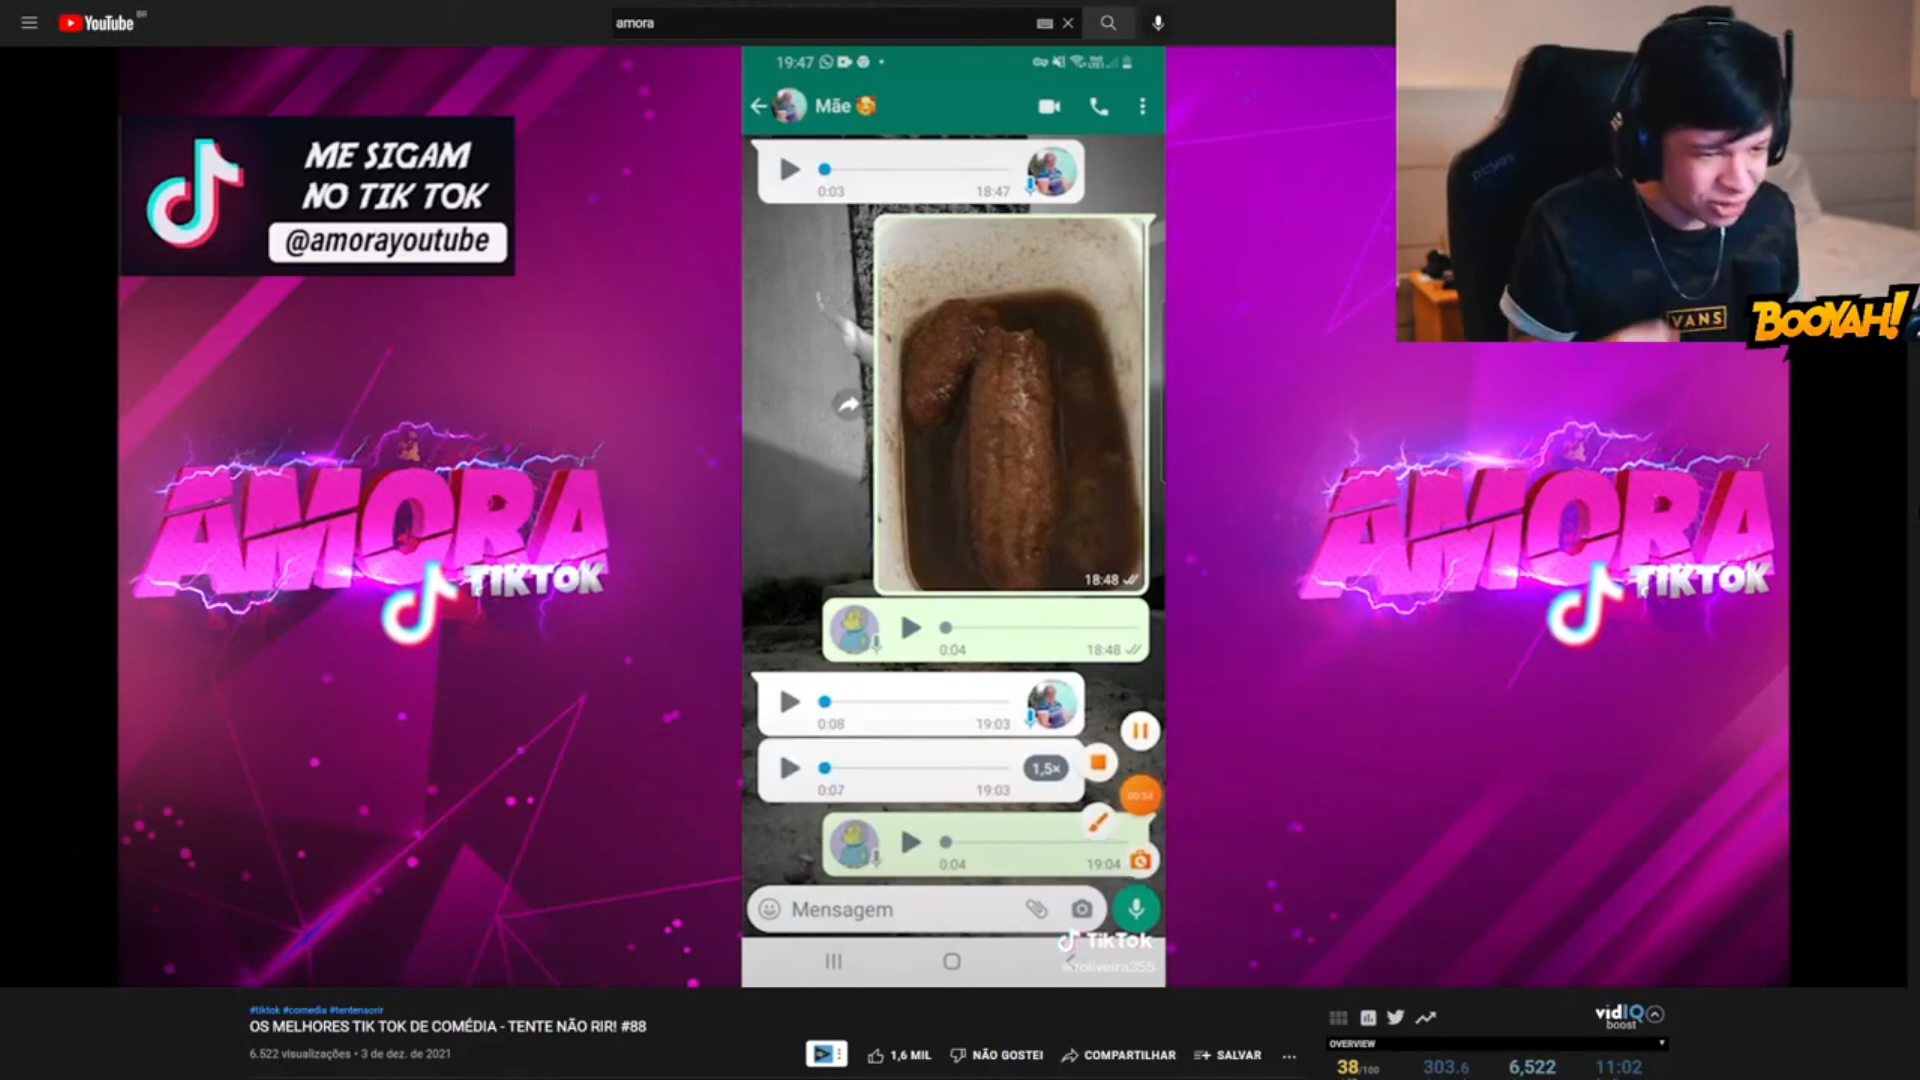 YouTube BR
amora
19:47
Mãe
0:03 18:47
ME SIGAM
NO TIK TOK
@amorayoutube
VANS
BOOYAH!
18:48
0:04 18:48
0:08 19:03
1,5×
0:07 19:03
00:54
0:04 19:04
Mensagem
TikTok
AMORA
TIKTOK
AMORA
TIKTOK
#tiktok #comedia #tentenaorir
OS MELHORES TIK TOK DE COMÉDIA - TENTE NÃO RIR! #88
6.522 visualizações • 3 de dez. de 2021
1,6 MIL NÃO GOSTEI COMPARTILHAR SALVAR
vidIQ
boost
OVERVIEW
38/100 303.6 6,522 11:02